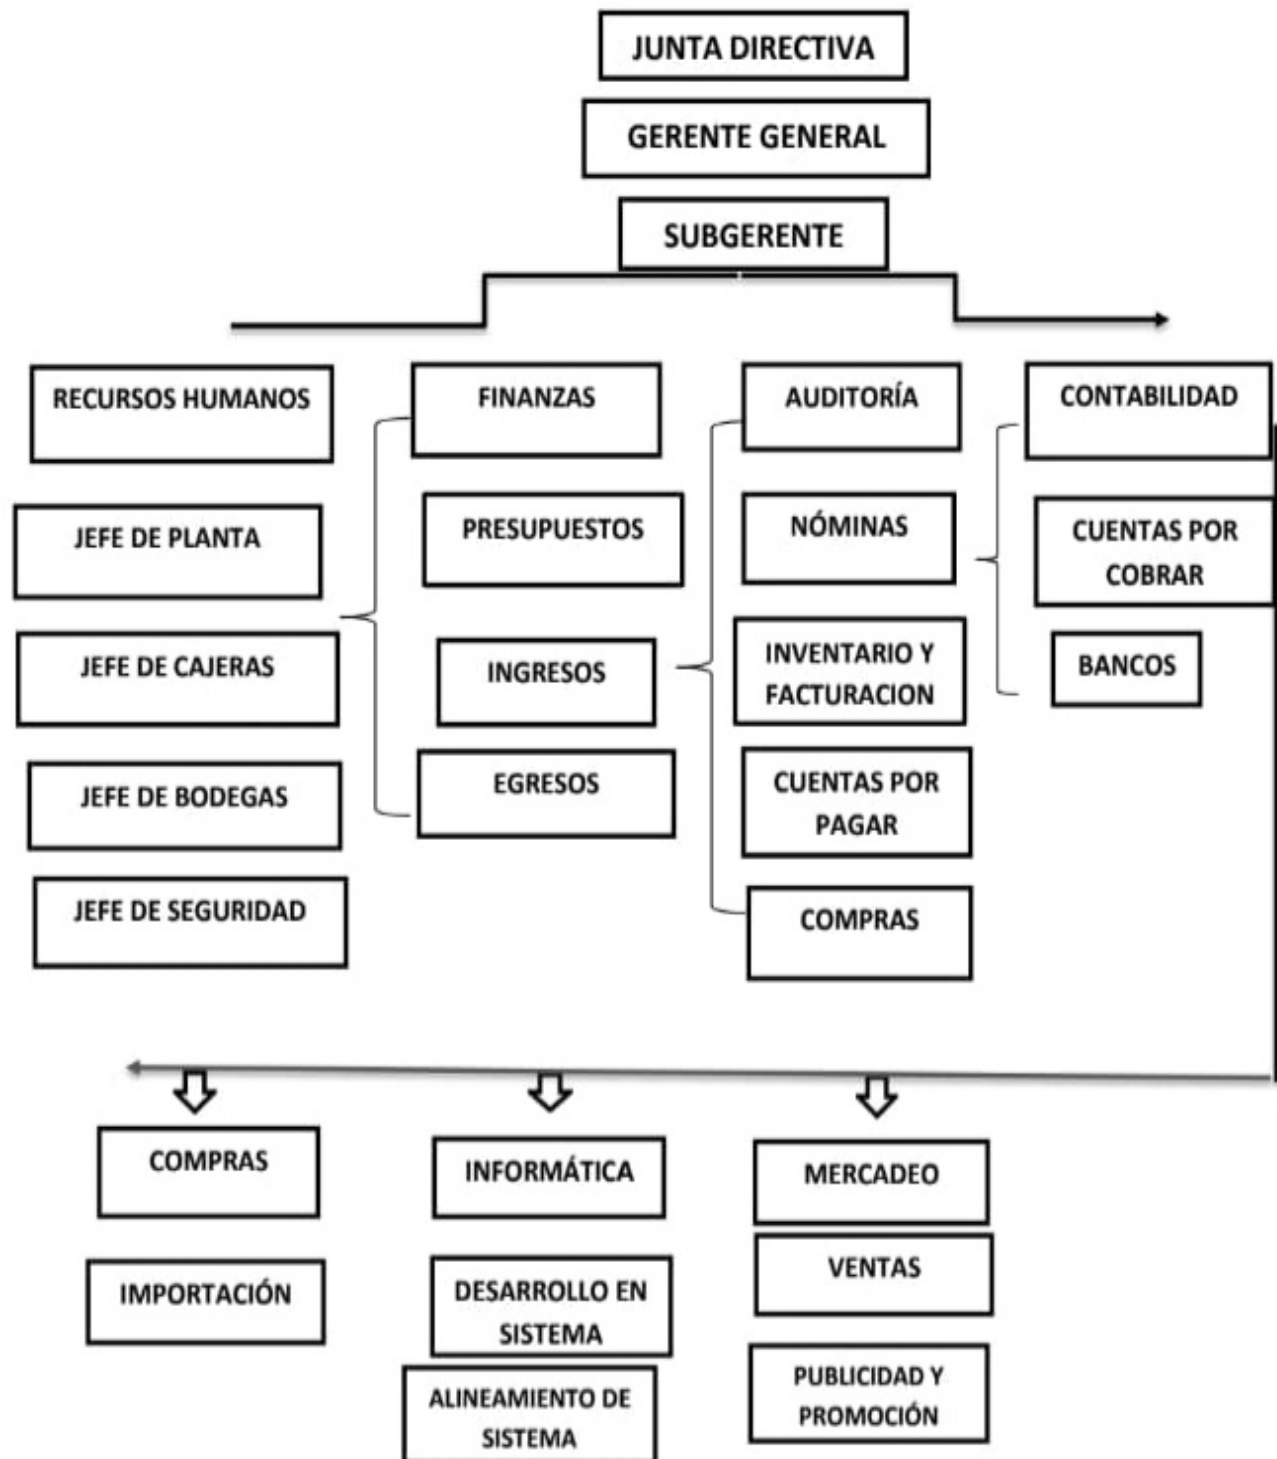 JUNTA DIRECTIVA
GERENTE GENERAL
SUBGERENTE
RECURSOS HUMANOS
JEFE DE PLANTA
JEFE DE CAJERAS
JEFE DE BODEGAS
JEFE DE SEGURIDAD
FINANZAS
PRESUPUESTOS
INGRESOS
EGRESOS
AUDITORÍA
NÓMINAS
INVENTARIO Y
FACTURACION
CUENTAS POR
PAGAR
COMPRAS
CONTABILIDAD
CUENTAS POR
COBRAR
BANCOS
COMPRAS
IMPORTACIÓN
INFORMÁTICA
DESARROLLO EN
SISTEMA
ALINEAMIENTO DE
SISTEMA
MERCADEO
VENTAS
PUBLICIDAD Y
PROMOCIÓN